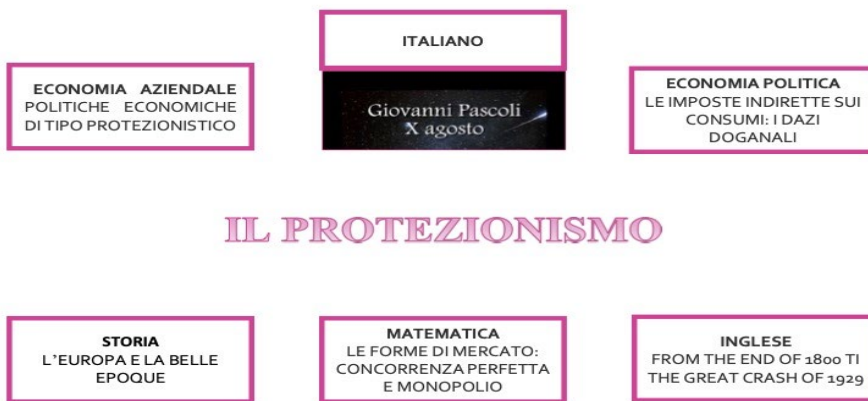 ITALIANO
ECONOMIA AZIENDALE
POLITICHE ECONOMICHE
DI TIPO PROTEZIONISTICO
Giovanni Pascoli
X agosto
ECONOMIA POLITICA
LE IMPOSTE INDIRETTE SUI
CONSUMI: I DAZI
DOGANALI
IL PROTEZIONISMO
STORIA
L'EUROPA E LA BELLE
EPOQUE
MATEMATICA
LE FORME DI MERCATO:
CONCORRENZA PERFETTA
E MONOPOLIO
INGLESE
FROM THE END OF 1800 TI
THE GREAT CRASH OF 1929